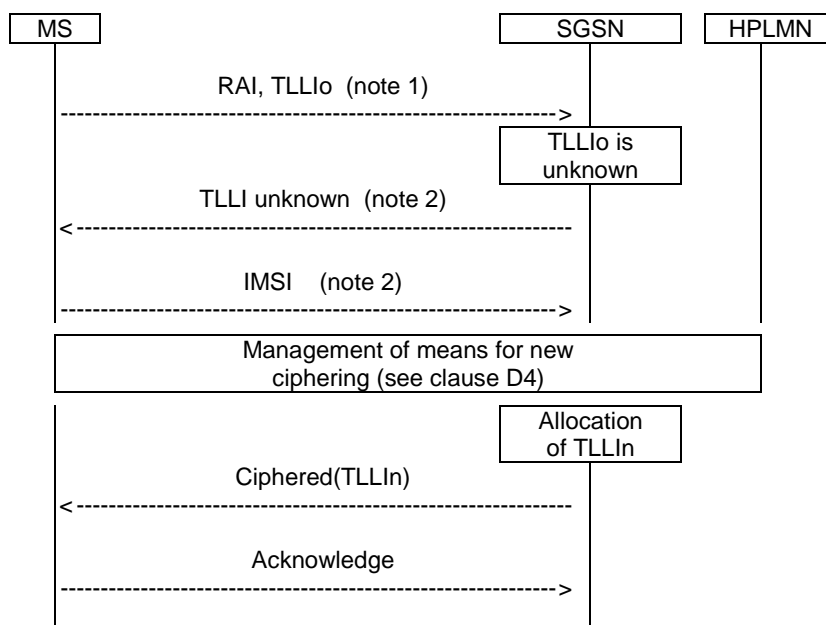 MS SGSN HPLMN
RAI, TLLIo (note 1)
TLLIo is
unknown
TLLI unknown (note 2)
IMSI (note 2)
Management of means for new
ciphering (see clause D4)
Allocation
of TLLIn
Ciphered(TLLIn)
Acknowledge